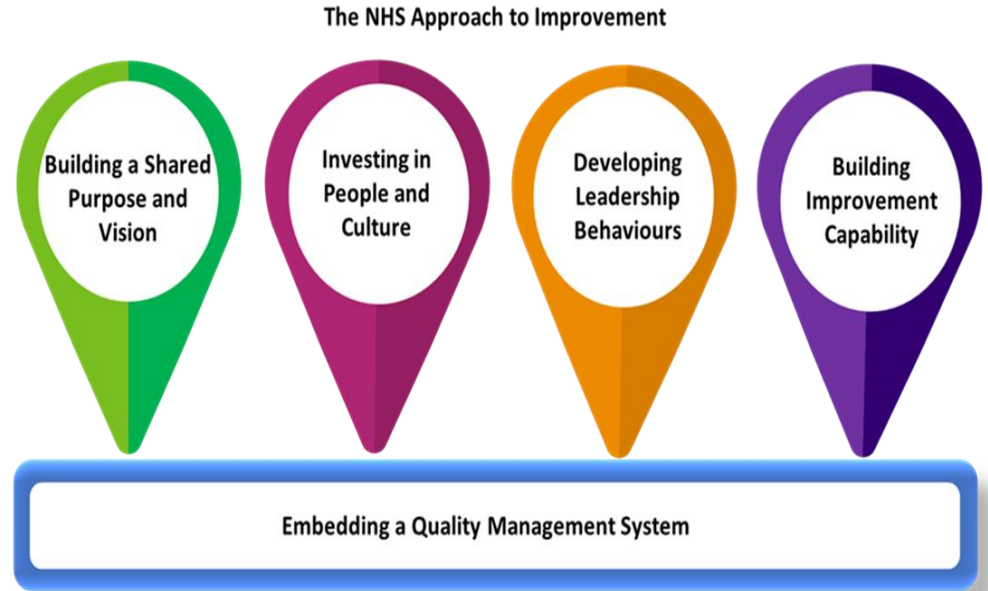 The NHS Approach to Improvement
Building a Shared
Purpose and
Vision
Investing in
People and
Culture
Developing
Leadership
Behaviours
Building
Improvement
Capability
Embedding a Quality Management System